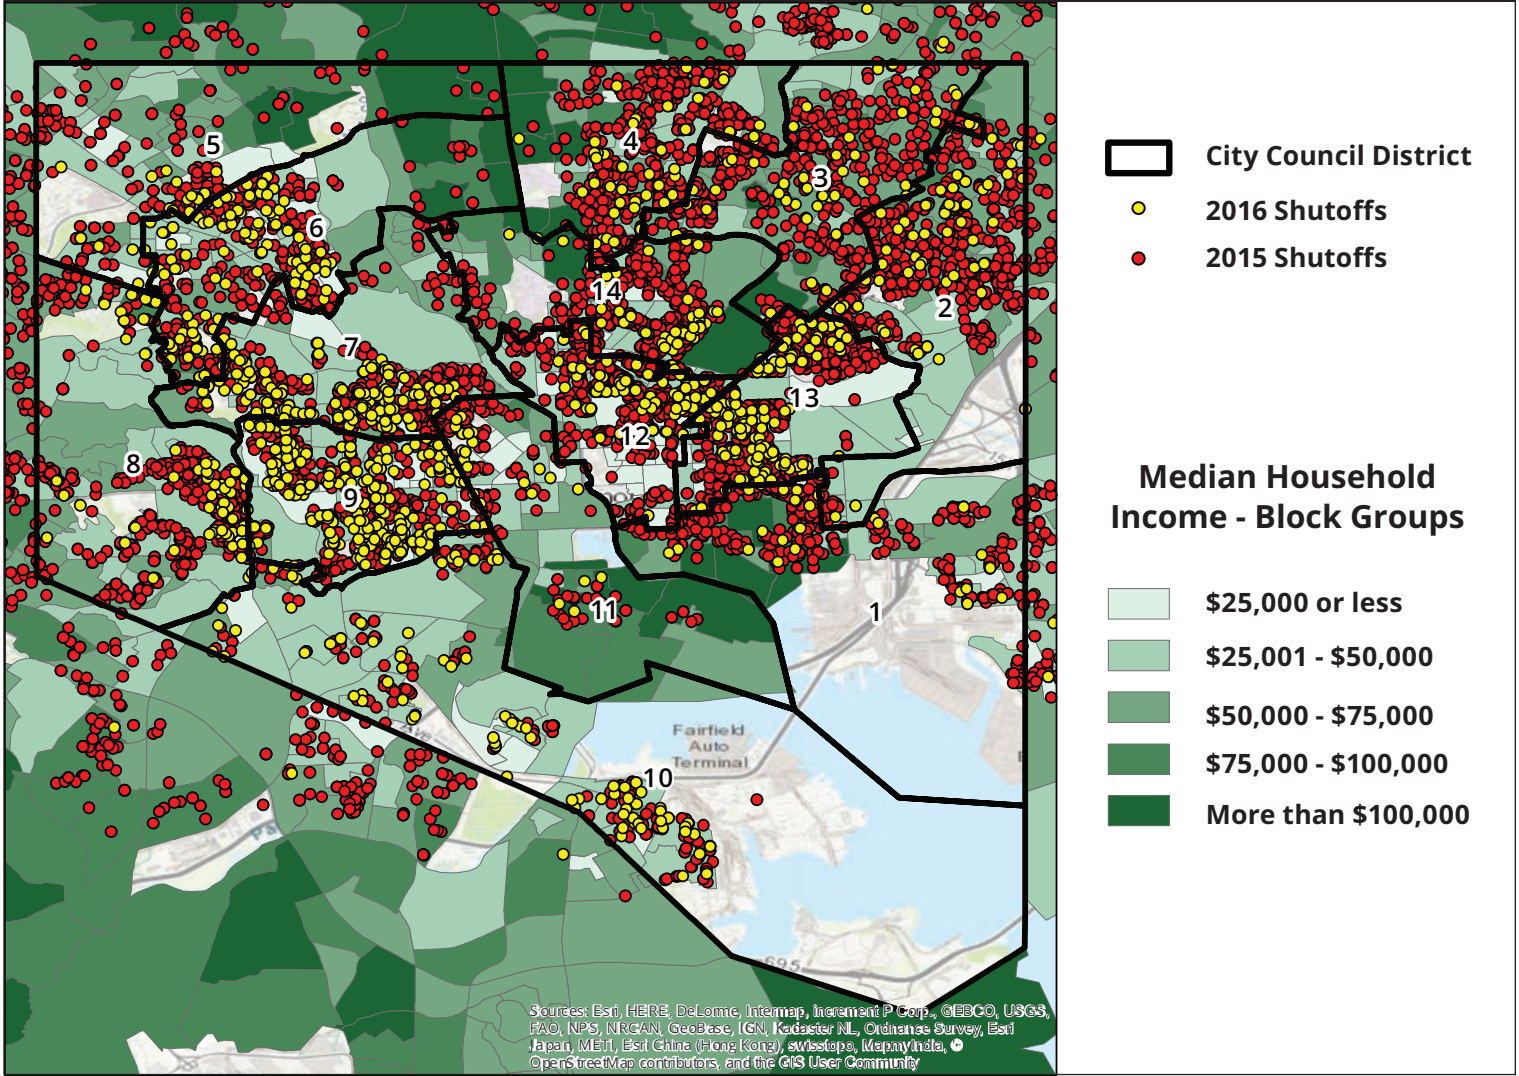 5
4
3
6
14
2
7
13
12
8
9
11
1
Fairfield
Auto
Terminal
Ave
10
Pa
695
Sources: Esri, HERE, DeLorme, Intermap, increment P Corp., GEBCO, USGS,
FAO, NPS, NRCAN, GeoBase, IGN, Kadaster NL, Ordnance Survey, Esri
Japan, METI, Esri China (Hong Kong), swisstopo, MapmyIndia, ©
OpenStreetMap contributors, and the GIS User Community
City Council District
2016 Shutoffs
2015 Shutoffs
Median Household
Income - Block Groups
$25,000 or less
$25,001 - $50,000
$50,000 - $75,000
$75,000 - $100,000
More than $100,000